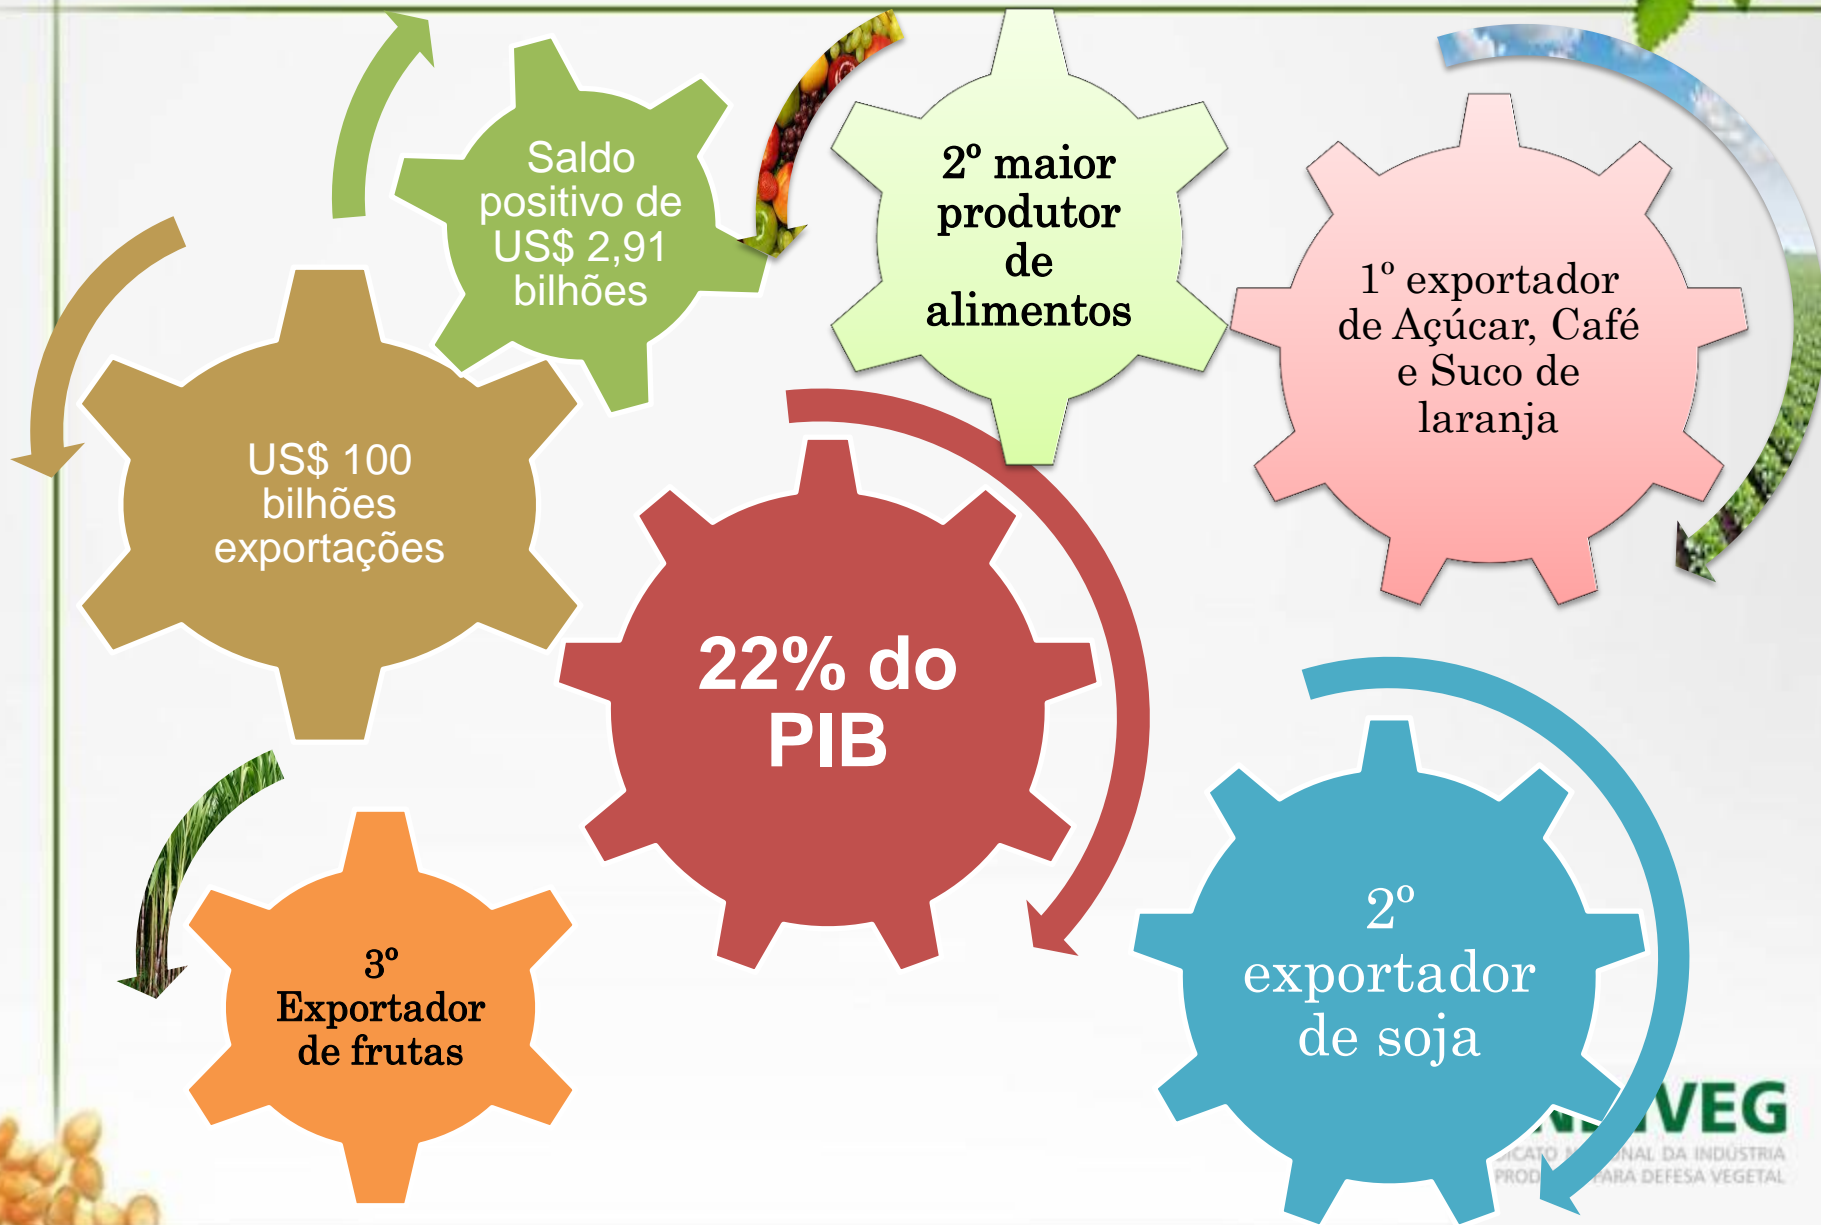 Saldo
positivo de
US$ 2,91
bilhões
2º maior
produtor
de
alimentos
1º exportador
de Açúcar, Café
e Suco de
laranja
US$ 100
bilhões
exportações
22% do
PIB
3º
Exportador
de frutas
2º
exportador
de soja
VEG
DA INDÚSTRIA
PARA DEFESA VEGETAL